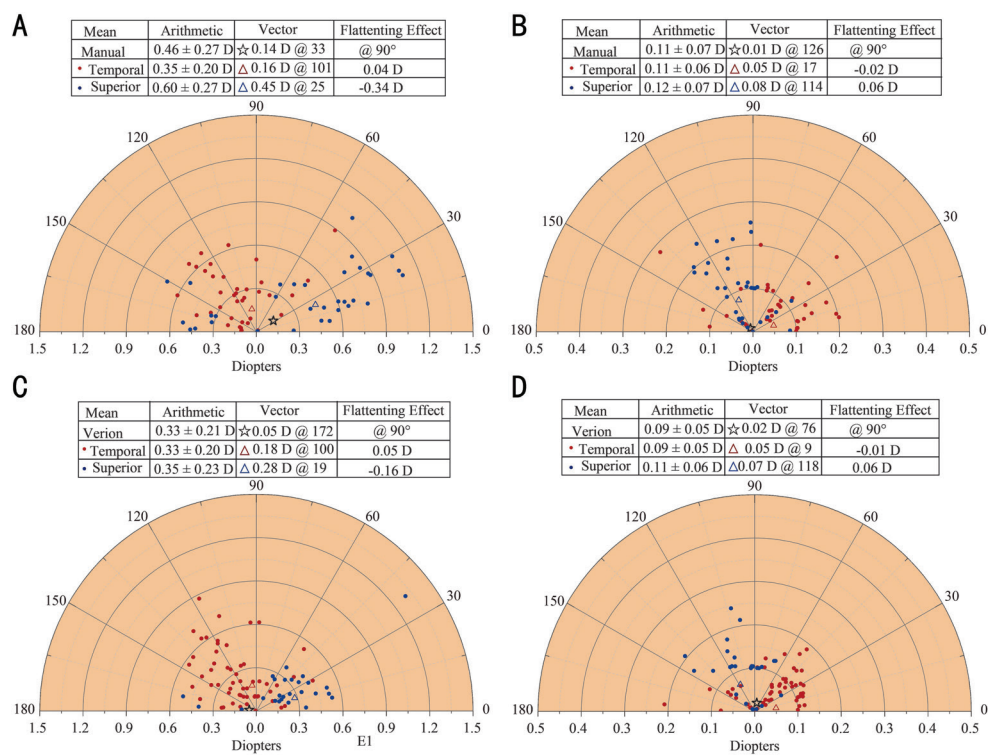 A
Mean Arithmetic Vector Flattenting Effect
Manual 0.46 ± 0.27 D ☆ 0.14 D @ 33 @ 90°
• Temporal 0.35 ± 0.20 D △ 0.16 D @ 101 0.04 D
• Superior 0.60 ± 0.27 D △ 0.45 D @ 25 -0.34 D
90
120 60
150 30
180 0
1.5 1.2 0.9 0.6 0.3 0.0 0.3 0.6 0.9 1.2 1.5
Diopters
B
Mean Arithmetic Vector Flattenting Effect
Manual 0.11 ± 0.07 D ☆ 0.01 D @ 126 @ 90°
• Temporal 0.11 ± 0.06 D △ 0.05 D @ 17 -0.02 D
• Superior 0.12 ± 0.07 D △ 0.08 D @ 114 0.06 D
90
120 60
150 30
180 0
0.5 0.4 0.3 0.2 0.1 0.0 0.1 0.2 0.3 0.4 0.5
Diopters
C
Mean Arithmetic Vector Flattenting Effect
Verion 0.33 ± 0.21 D ☆ 0.05 D @ 172 @ 90°
• Temporal 0.33 ± 0.20 D △ 0.18 D @ 100 0.05 D
• Superior 0.35 ± 0.23 D △ 0.28 D @ 19 -0.16 D
90
120 60
150 30
180 0
1.5 1.2 0.9 0.6 0.3 0.0 0.3 0.6 0.9 1.2 1.5
Diopters E1
D
Mean Arithmetic Vector Flattenting Effect
Verion 0.09 ± 0.05 D ☆ 0.02 D @ 76 @ 90°
• Temporal 0.09 ± 0.05 D △ 0.05 D @ 9 -0.01 D
• Superior 0.11 ± 0.06 D △ 0.07 D @ 118 0.06 D
90
120 60
150 30
180 0
0.5 0.4 0.3 0.2 0.1 0.0 0.1 0.2 0.3 0.4 0.5
Diopters